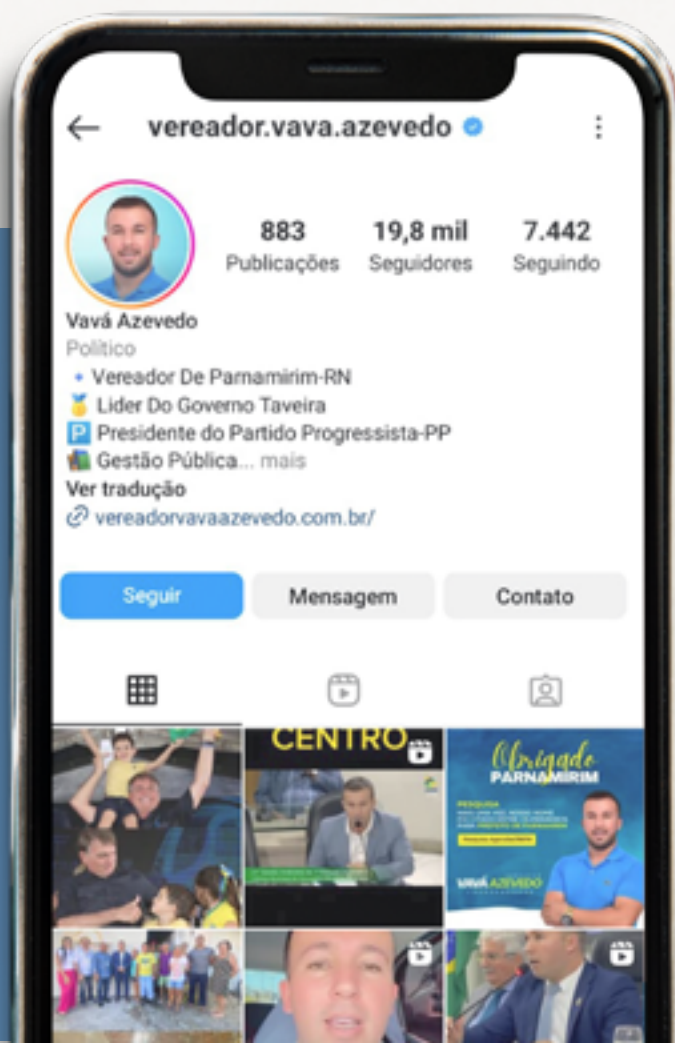 vereador.vava.azevedo
883
19,8 mil
7.442
Publicações
Seguidores
Seguindo
Vavá Azevedo
Político
Vereador De Parnamirim-RN
Lider Do Governo Taveira
P Presidente do Partido Progressista-PP
Gestão Pública... mais
Ver tradução
vereadorvavaazevedo.com.br/
Seguir
Mensagem
Contato
CENTRO
Obrigado
PARNAMIRIM
PESQUISA
VAVÁ AZEVEDO